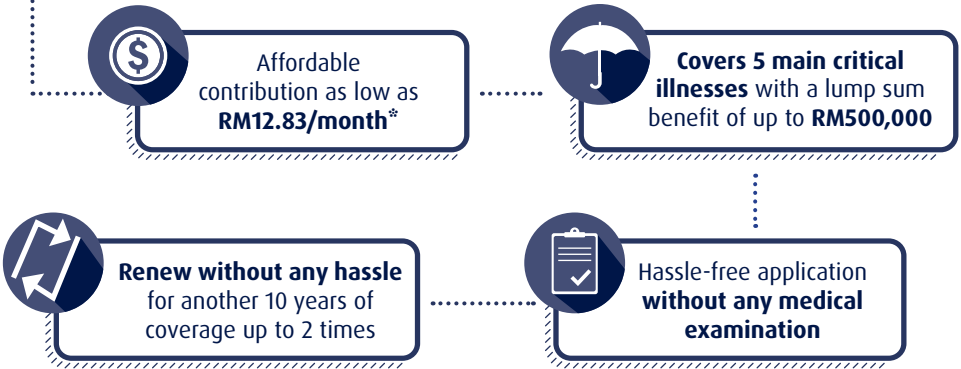 $
Affordable
contribution as low as
RM12.83/month*
Covers 5 main critical
illnesses with a lump sum
benefit of up to RM500,000
Renew without any hassle
for another 10 years of
coverage up to 2 times
Hassle-free application
without any medical
examination